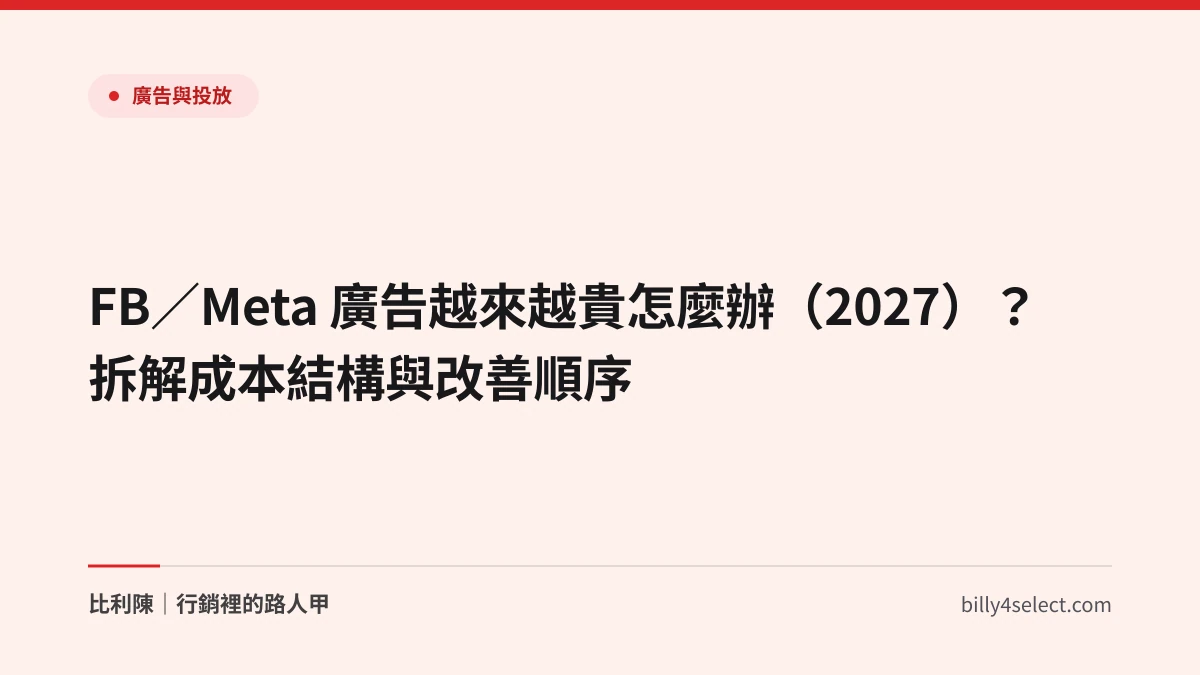 廣告與投放
FB／Meta 廣告越來越貴怎麼辦（2027）？
拆解成本結構與改善順序
比利陳｜行銷裡的路人甲
billy4select.com